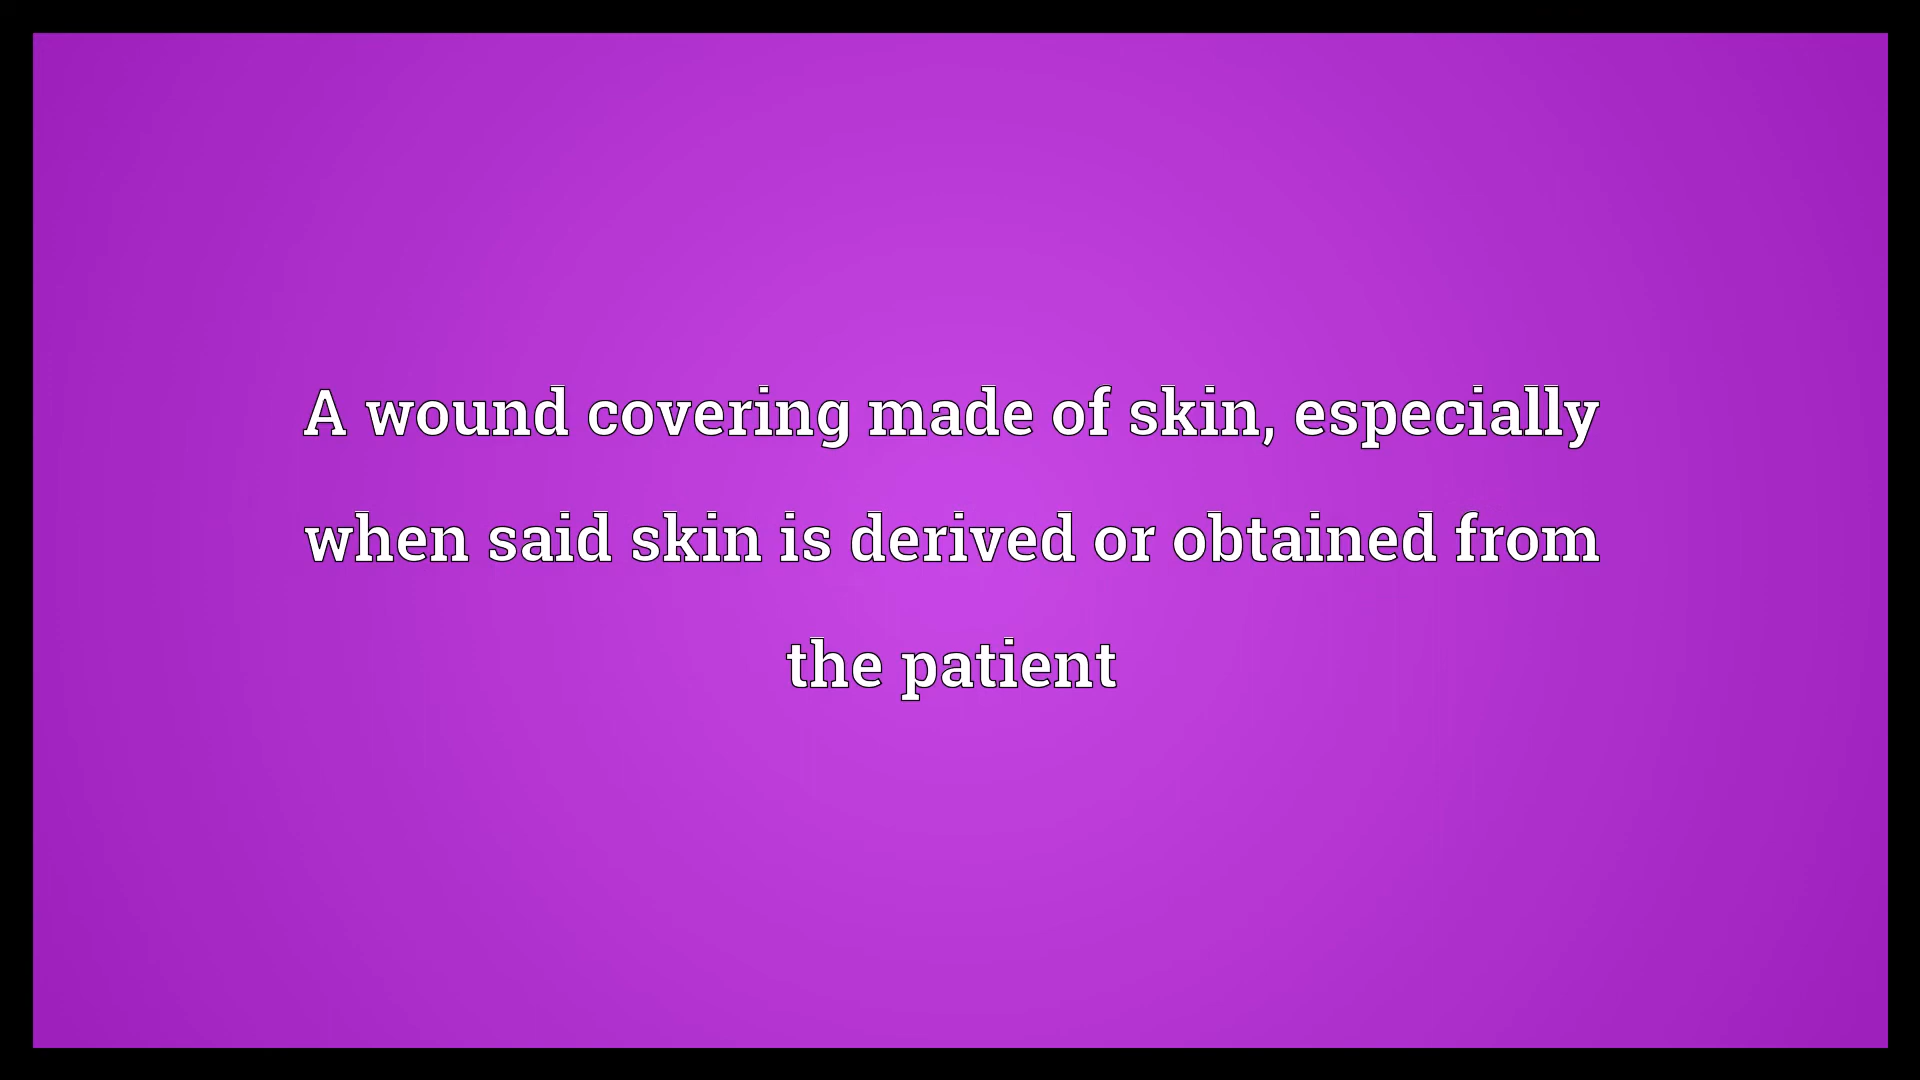 A wound covering made of skin, especially
when said skin is derived or obtained from
the patient